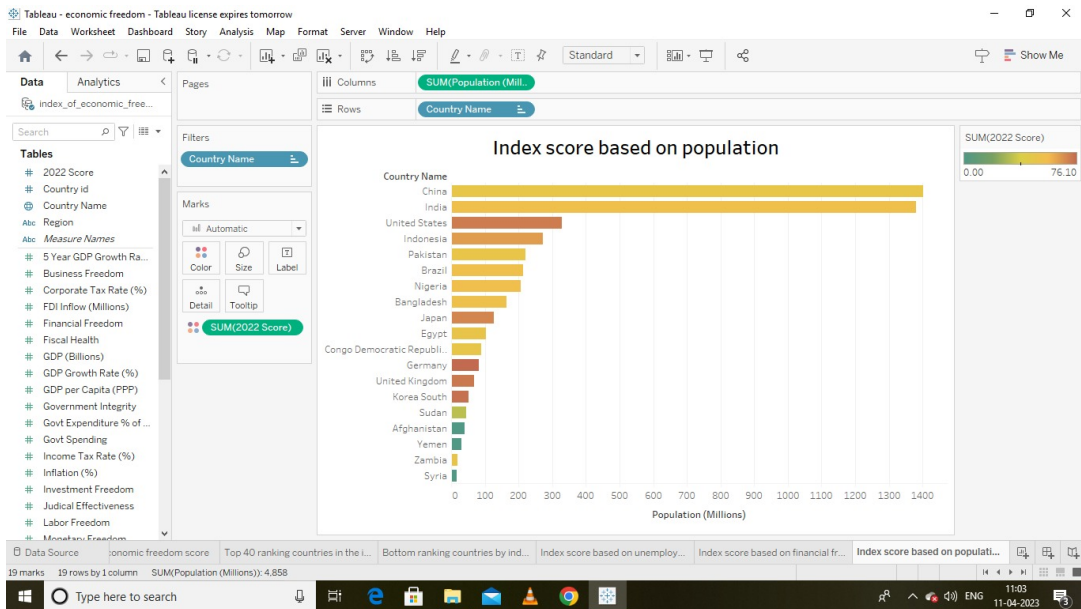 Tableau - economic freedom - Tableau license expires tomorrow
File Data Worksheet Dashboard Story Analysis Map Format Server Window Help
Standard
Show Me
Data Analytics
index_of_economic_free...
Search
Tables
# 2022 Score
# Country id
Country Name
Abc Region
Abc Measure Names
# 5 Year GDP Growth Ra...
# Business Freedom
# Corporate Tax Rate (%)
# FDI Inflow (Millions)
# Financial Freedom
# Fiscal Health
# GDP (Billions)
# GDP Growth Rate (%)
# GDP per Capita (PPP)
# Government Integrity
# Govt Expenditure % of ...
# Govt Spending
# Income Tax Rate (%)
# Inflation (%)
# Investment Freedom
# Judical Effectiveness
# Labor Freedom
# Monetary Freedom
Pages
Filters
Country Name
Marks
Automatic
Color Size Label
Detail Tooltip
SUM(2022 Score)
Columns SUM(Population (Mill..
Rows Country Name
Index score based on population
Country Name
China
India
United States
Indonesia
Pakistan
Brazil
Nigeria
Bangladesh
Japan
Egypt
Congo Democratic Republi..
Germany
United Kingdom
Korea South
Sudan
Afghanistan
Yemen
Zambia
Syria
0 100 200 300 400 500 600 700 800 900 1000 1100 1200 1300 1400
Population (Millions)
SUM(2022 Score)
0.00 76.10
Data Source conomic freedom score Top 40 ranking countries in the i... Bottom ranking countries by ind... Index score based on unemploy... Index score based on financial fr... Index score based on populati...
19 marks 19 rows by 1 column SUM(Population (Millions)): 4,858
Type here to search
ENG
11:03
11-04-2023
3